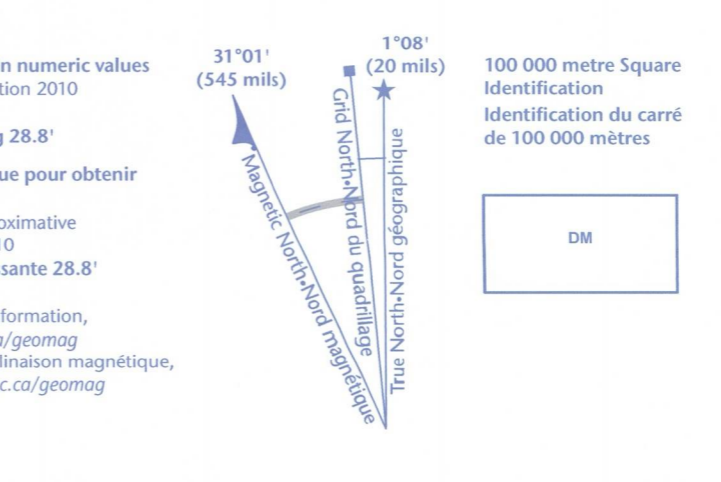 n numeric values
tion 2010
g 28.8'
ue pour obtenir
oximative
10
sante 28.8'
formation,
a/geomag
linaison magnétique,
c.ca/geomag
31°01'
(545 mils)
1°08'
(20 mils)
Magnetic North•Nord magnétique
Grid North•Nord du quadrillage
True North•Nord géographique
100 000 metre Square
Identification
Identification du carré
de 100 000 mètres
DM